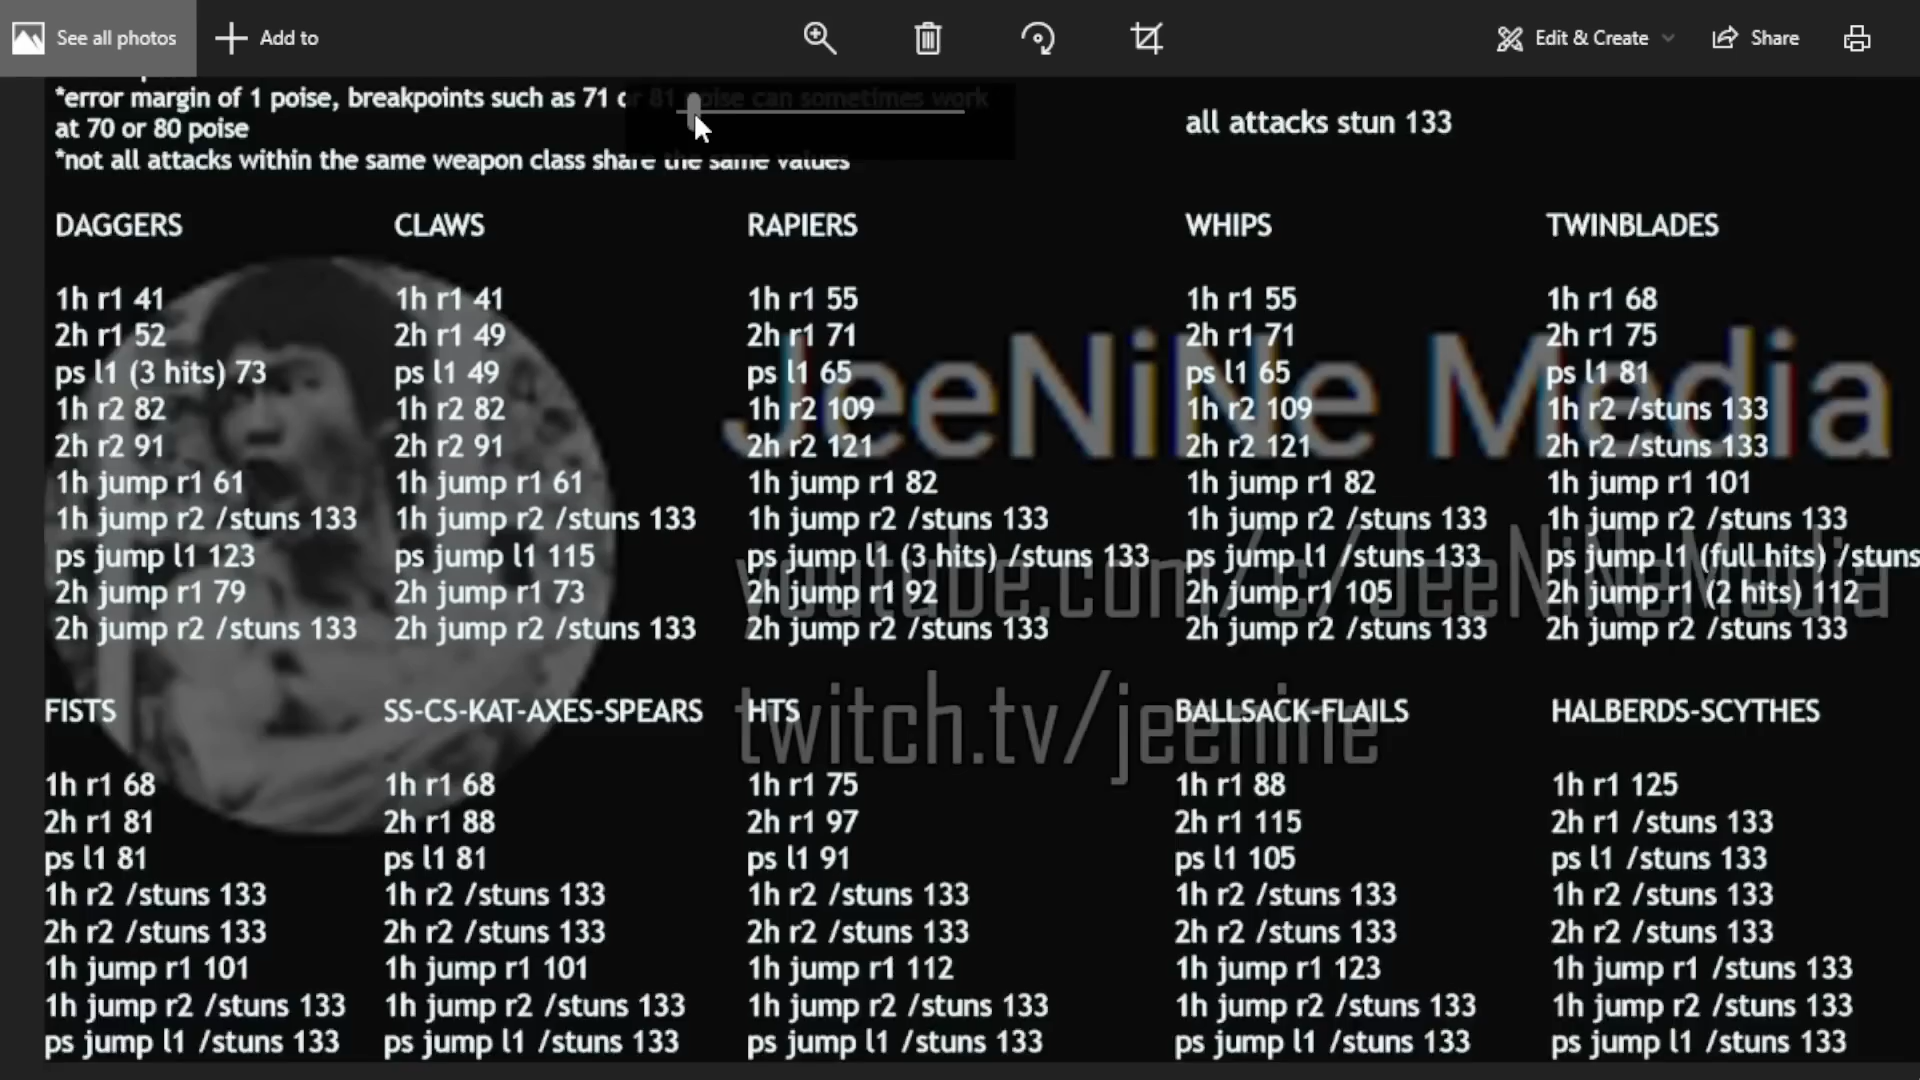 See all photos
Add to
Edit & Create
Share
*error margin of 1 poise, breakpoints such as 71 or 81 poise can sometimes work
at 70 or 80 poise
*not all attacks within the same weapon class share the same values
all attacks stun 133
DAGGERS
1h r1 41
2h r1 52
ps l1 (3 hits) 73
1h r2 82
2h r2 91
1h jump r1 61
1h jump r2 /stuns 133
ps jump l1 123
2h jump r1 79
2h jump r2 /stuns 133
CLAWS
1h r1 41
2h r1 49
ps l1 49
1h r2 82
2h r2 91
1h jump r1 61
1h jump r2 /stuns 133
ps jump l1 115
2h jump r1 73
2h jump r2 /stuns 133
RAPIERS
1h r1 55
2h r1 71
ps l1 65
1h r2 109
2h r2 121
1h jump r1 82
1h jump r2 /stuns 133
ps jump l1 (3 hits) /stuns 133
2h jump r1 92
2h jump r2 /stuns 133
WHIPS
1h r1 55
2h r1 71
ps l1 65
1h r2 109
2h r2 121
1h jump r1 82
1h jump r2 /stuns 133
ps jump l1 /stuns 133
2h jump r1 105
2h jump r2 /stuns 133
TWINBLADES
1h r1 68
2h r1 75
ps l1 81
1h r2 /stuns 133
2h r2 /stuns 133
1h jump r1 101
1h jump r2 /stuns 133
ps jump l1 (full hits) /stuns
2h jump r1 (2 hits) 112
2h jump r2 /stuns 133
JeeNiNe Media
youtube.com/c/JeeNiNeMedia
twitch.tv/jeenine
FISTS
1h r1 68
2h r1 81
ps l1 81
1h r2 /stuns 133
2h r2 /stuns 133
1h jump r1 101
1h jump r2 /stuns 133
ps jump l1 /stuns 133
SS-CS-KAT-AXES-SPEARS
1h r1 68
2h r1 88
ps l1 81
1h r2 /stuns 133
2h r2 /stuns 133
1h jump r1 101
1h jump r2 /stuns 133
ps jump l1 /stuns 133
HTS
1h r1 75
2h r1 97
ps l1 91
1h r2 /stuns 133
2h r2 /stuns 133
1h jump r1 112
1h jump r2 /stuns 133
ps jump l1 /stuns 133
BALLSACK-FLAILS
1h r1 88
2h r1 115
ps l1 105
1h r2 /stuns 133
2h r2 /stuns 133
1h jump r1 123
1h jump r2 /stuns 133
ps jump l1 /stuns 133
HALBERDS-SCYTHES
1h r1 125
2h r1 /stuns 133
ps l1 /stuns 133
1h r2 /stuns 133
2h r2 /stuns 133
1h jump r1 /stuns 133
1h jump r2 /stuns 133
ps jump l1 /stuns 133